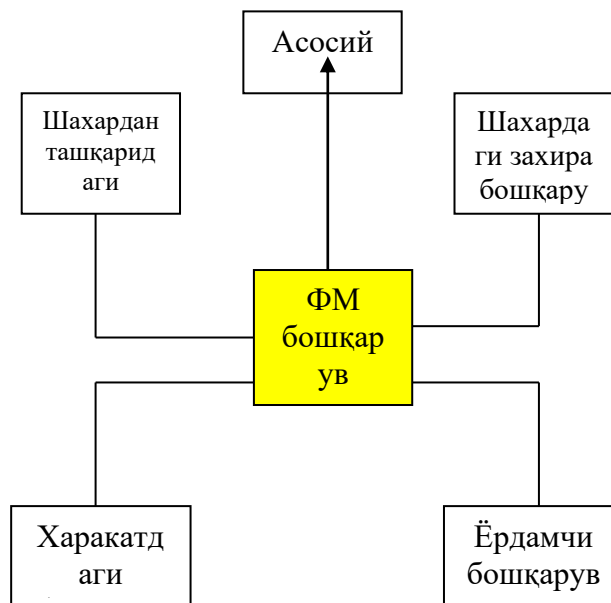 Асосий
Шахардан
ташқарид
аги
Шахарда
ги захира
бошқару
ФМ
бошқар
ув
Харакатд
аги
Ёрдамчи
бошқарув